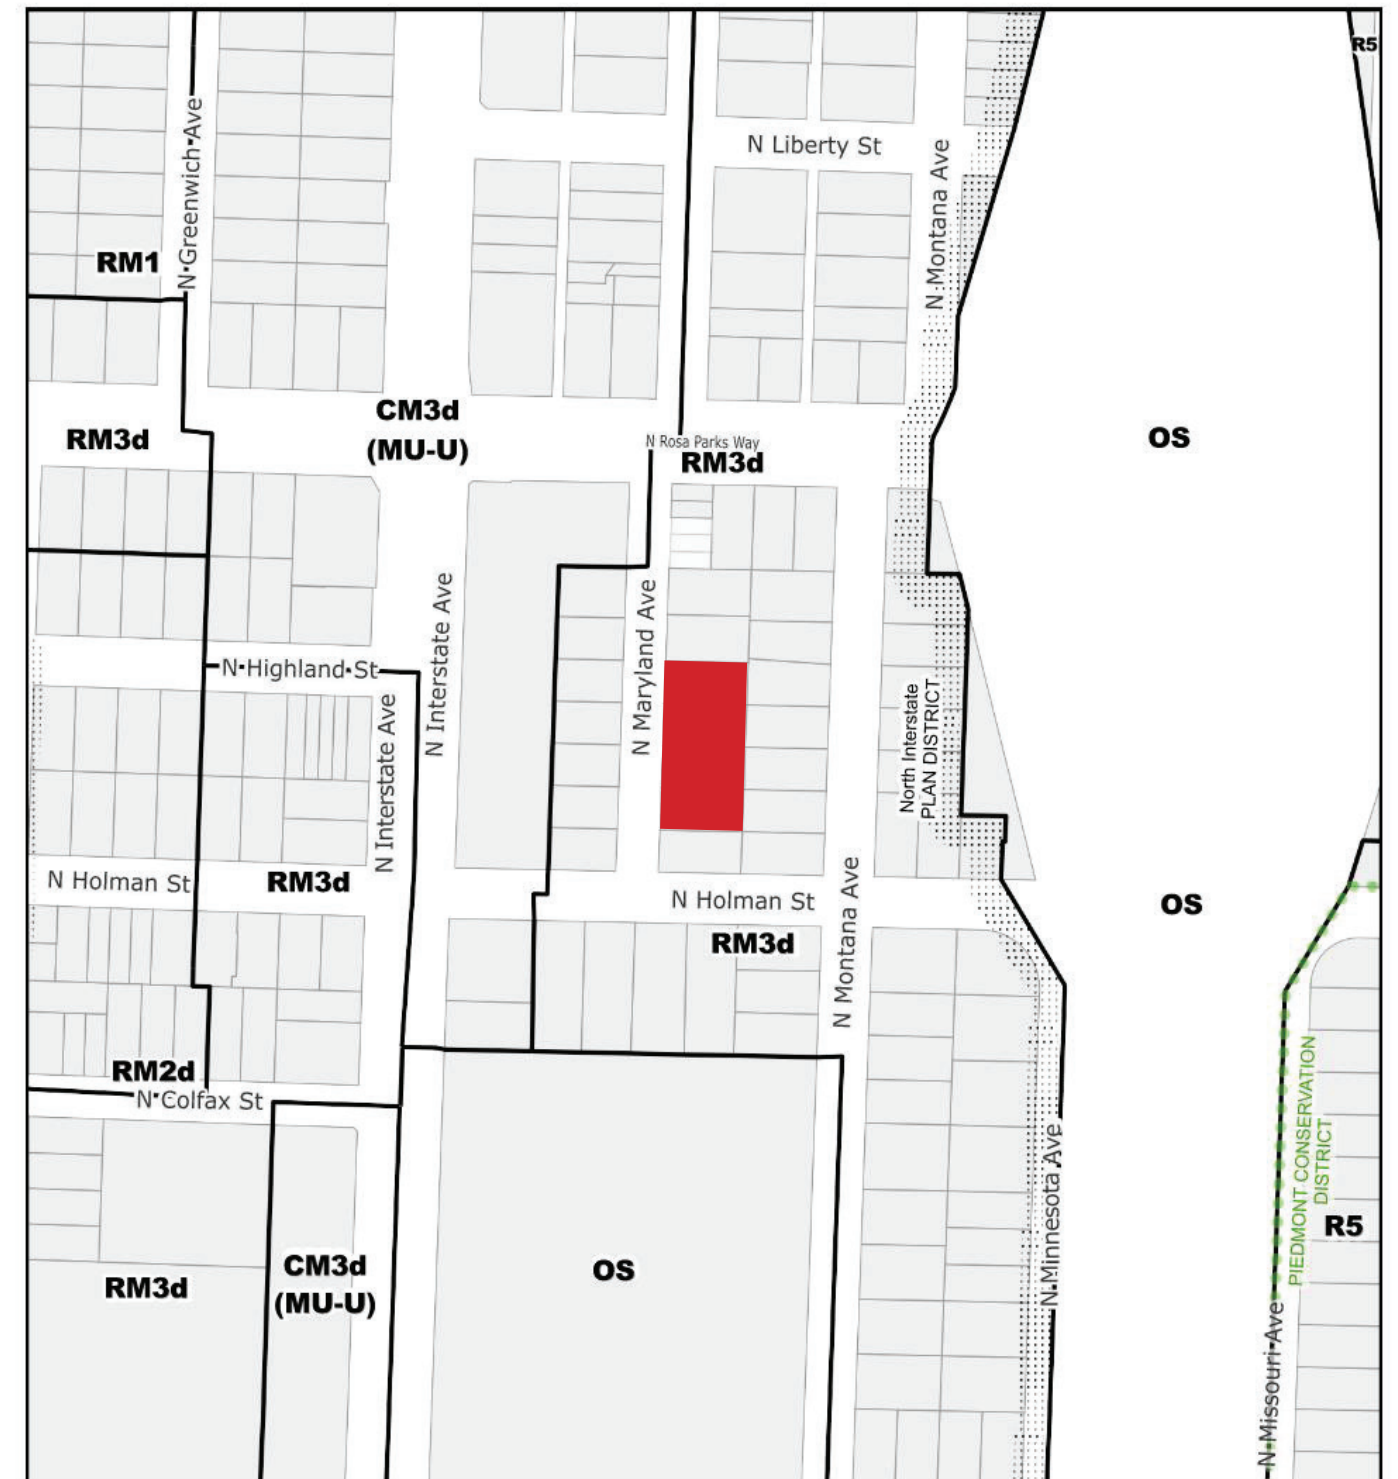 R5
N Greenwich Ave
N Liberty St
N Montana Ave
RM1
CM3d
(MU-U)
RM3d
N Rosa Parks Way
RM3d
OS
N Interstate Ave
N Maryland Ave
N Highland St
N Interstate Ave
North Interstate
PLAN DISTRICT
N Holman St
RM3d
N Holman St
OS
RM3d
N Montana Ave
RM2d
N Colfax St
PIEDMONT CONSERVATION
DISTRICT
N Minnesota Ave
R5
CM3d
(MU-U)
RM3d
OS
N Missouri Ave